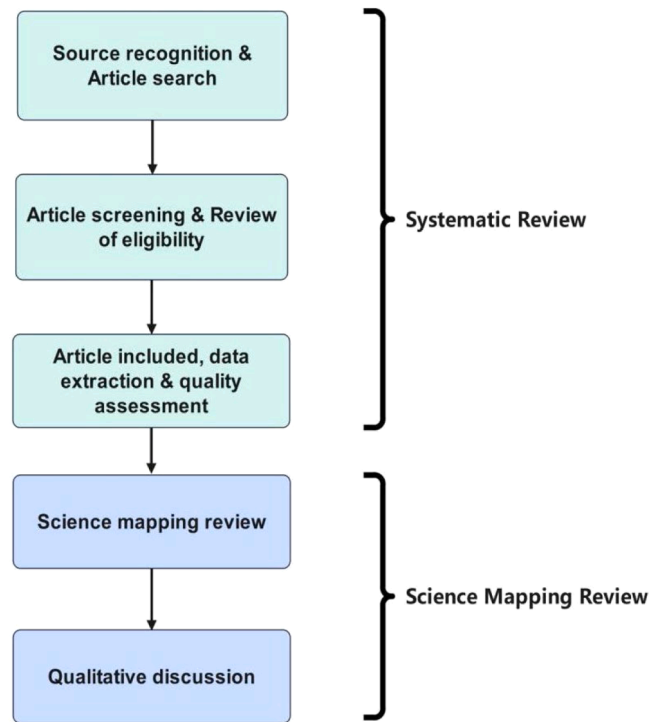 Source recognition &
Article search
Article screening & Review
of eligibility
Systematic Review
Article included, data
extraction & quality
assessment
Science mapping review
Science Mapping Review
Qualitative discussion